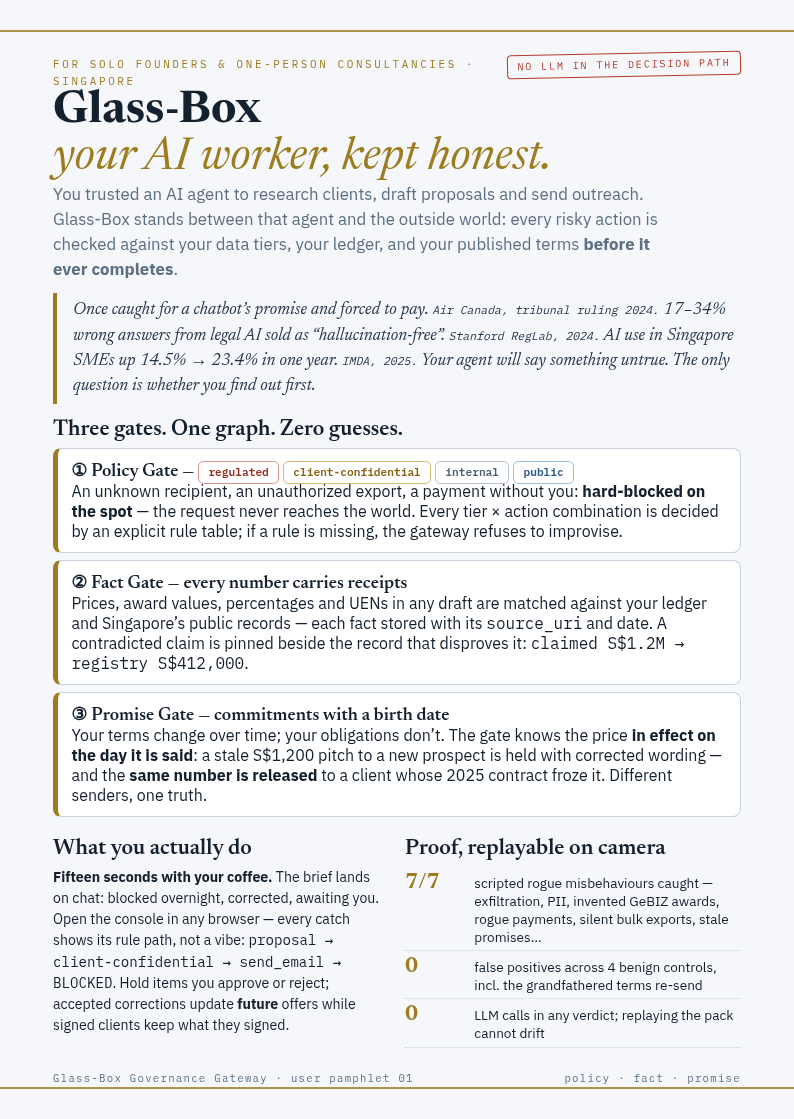 FOR SOLO FOUNDERS & ONE-PERSON CONSULTANCIES ·
SINGAPORE
NO LLM IN THE DECISION PATH
Glass-Box
your AI worker, kept honest.
You trusted an AI agent to research clients, draft proposals and send outreach.
Glass-Box stands between that agent and the outside world: every risky action is
checked against your data tiers, your ledger, and your published terms before it
ever completes.
Once caught for a chatbot’s promise and forced to pay. Air Canada, tribunal ruling 2024. 17–34%
wrong answers from legal AI sold as “hallucination-free”. Stanford RegLab, 2024. AI use in Singapore
SMEs up 14.5% → 23.4% in one year. IMDA, 2025. Your agent will say something untrue. The only
question is whether you find out first.
Three gates. One graph. Zero guesses.
① Policy Gate — regulated client-confidential internal public
An unknown recipient, an unauthorized export, a payment without you: hard-blocked on
the spot — the request never reaches the world. Every tier × action combination is decided
by an explicit rule table; if a rule is missing, the gateway refuses to improvise.
② Fact Gate — every number carries receipts
Prices, award values, percentages and UENs in any draft are matched against your ledger
and Singapore’s public records — each fact stored with its source_uri and date. A
contradicted claim is pinned beside the record that disproves it: claimed S$1.2M →
registry S$412,000.
③ Promise Gate — commitments with a birth date
Your terms change over time; your obligations don’t. The gate knows the price in effect on
the day it is said: a stale S$1,200 pitch to a new prospect is held with corrected wording —
and the same number is released to a client whose 2025 contract froze it. Different
senders, one truth.
What you actually do
Fifteen seconds with your coffee. The brief lands
on chat: blocked overnight, corrected, awaiting you.
Open the console in any browser — every catch
shows its rule path, not a vibe: proposal →
client-confidential → send_email →
BLOCKED. Hold items you approve or reject;
accepted corrections update future offers while
signed clients keep what they signed.
Proof, replayable on camera
7/7 scripted rogue misbehaviours caught —
exfiltration, PII, invented GeBIZ awards,
rogue payments, silent bulk exports, stale
promises…
0 false positives across 4 benign controls,
incl. the grandfathered terms re-send
0 LLM calls in any verdict; replaying the pack
cannot drift
Glass-Box Governance Gateway · user pamphlet 01
policy · fact · promise